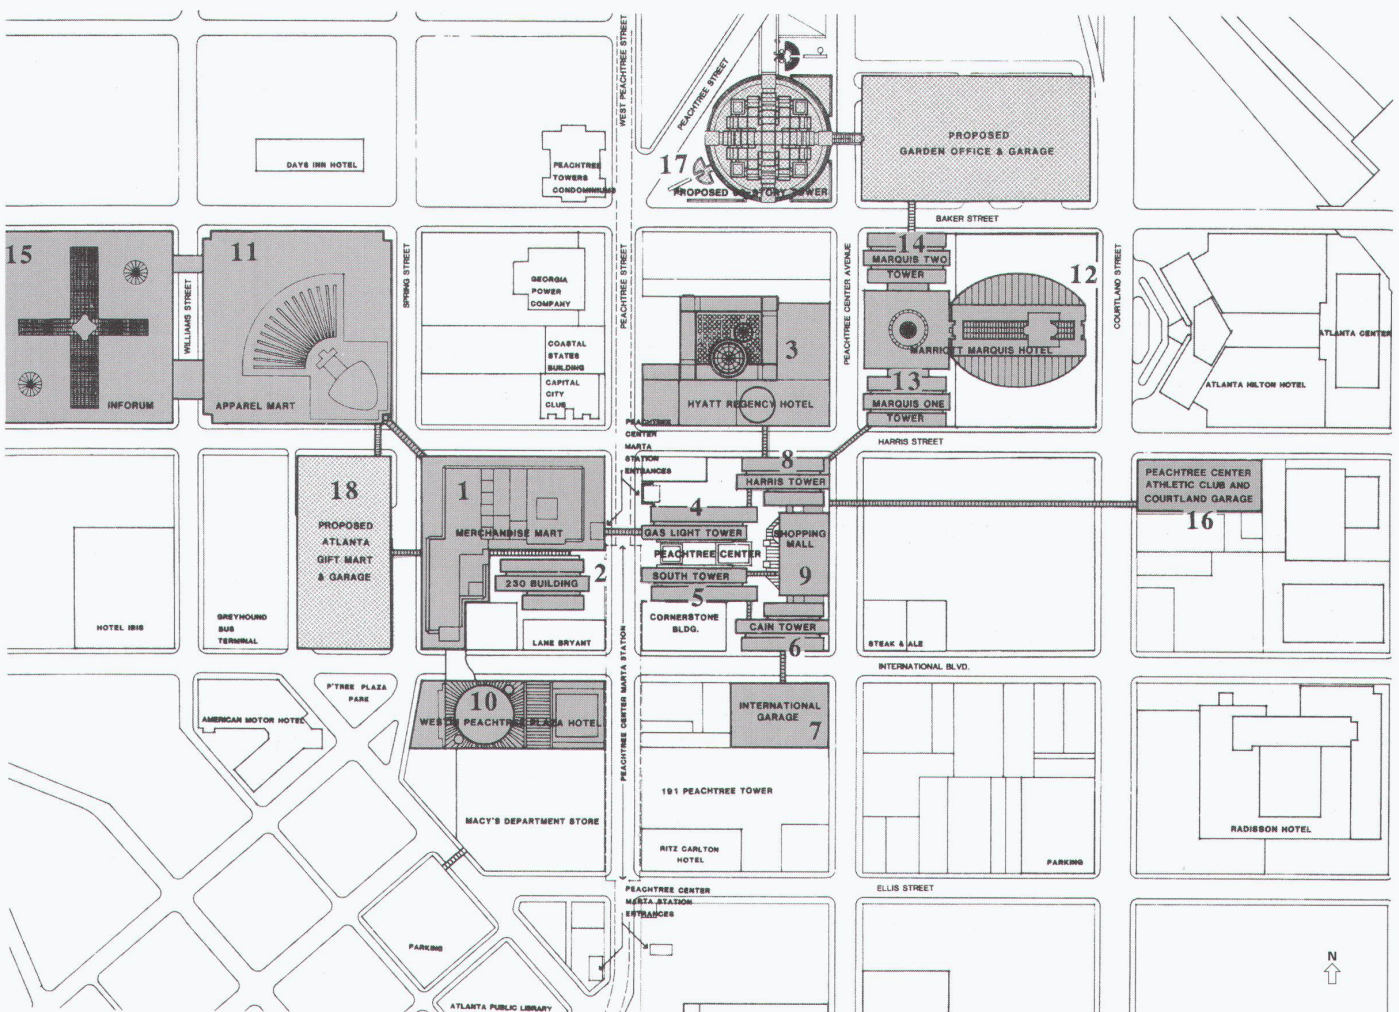 WEST PEACHTREE STREET
PEACHTREE STREET
DAYS INN HOTEL
PEACHTREE
TOWERS
CONDOMINIUMS
17
TOWER
PROPOSED
GARDEN OFFICE & GARAGE
BAKER STREET
15
INFORUM
WILLIAMS STREET
11
APPAREL MART
SPRING STREET
GEORGIA
POWER
COMPANY
COASTAL
STATES
BUILDING
CAPITAL
CITY
CLUB
PEACHTREE STREET
3
HYATT REGENCY HOTEL
PEACHTREE CENTER AVENUE
14
MARQUIS TWO
TOWER
12
MARRIOTT MARQUIS HOTEL
13
MARQUIS ONE
TOWER
HARRIS STREET
COURTLAND STREET
ATLANTA HILTON HOTEL
ATLANTA CENTER
PEACHTREE
CENTER
MARTA
STATION
ENTRANCES
18
PROPOSED
ATLANTA
GIFT MART
& GARAGE
1
MERCHANDISE MART
2
230 BUILDING
LANE BRYANT
4
GAS LIGHT TOWER
PEACHTREE CENTER
SOUTH TOWER
5
CORNERSTONE
BLDG.
8
HARRIS TOWER
SHOPPING
MALL
9
CAIN TOWER
6
PEACHTREE CENTER
ATHLETIC CLUB AND
COURTLAND GARAGE
16
HOTEL IBIS
GREYHOUND
BUS
TERMINAL
STEAK & ALE
INTERNATIONAL BLVD.
PEACHTREE CENTER MARTA STATION
P'TREE PLAZA
PARK
AMERICAN MOTOR HOTEL
10
WESTIN PEACHTREE PLAZA HOTEL
INTERNATIONAL
GARAGE
7
191 PEACHTREE TOWER
MACY'S DEPARTMENT STORE
RITZ CARLTON
HOTEL
PARKING
RADISSON HOTEL
ELLIS STREET
PEACHTREE CENTER
MARTA STATION
ENTRANCES
PARKING
ATLANTA PUBLIC LIBRARY
N